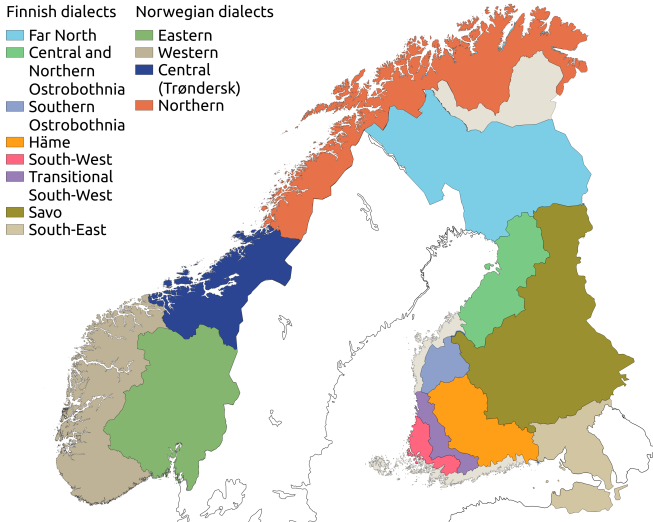 Finnish dialects
Far North
Central and
Northern
Ostrobothnia
Southern
Ostrobothnia
Häme
South-West
Transitional
South-West
Savo
South-East
Norwegian dialects
Eastern
Western
Central
(Trøndersk)
Northern